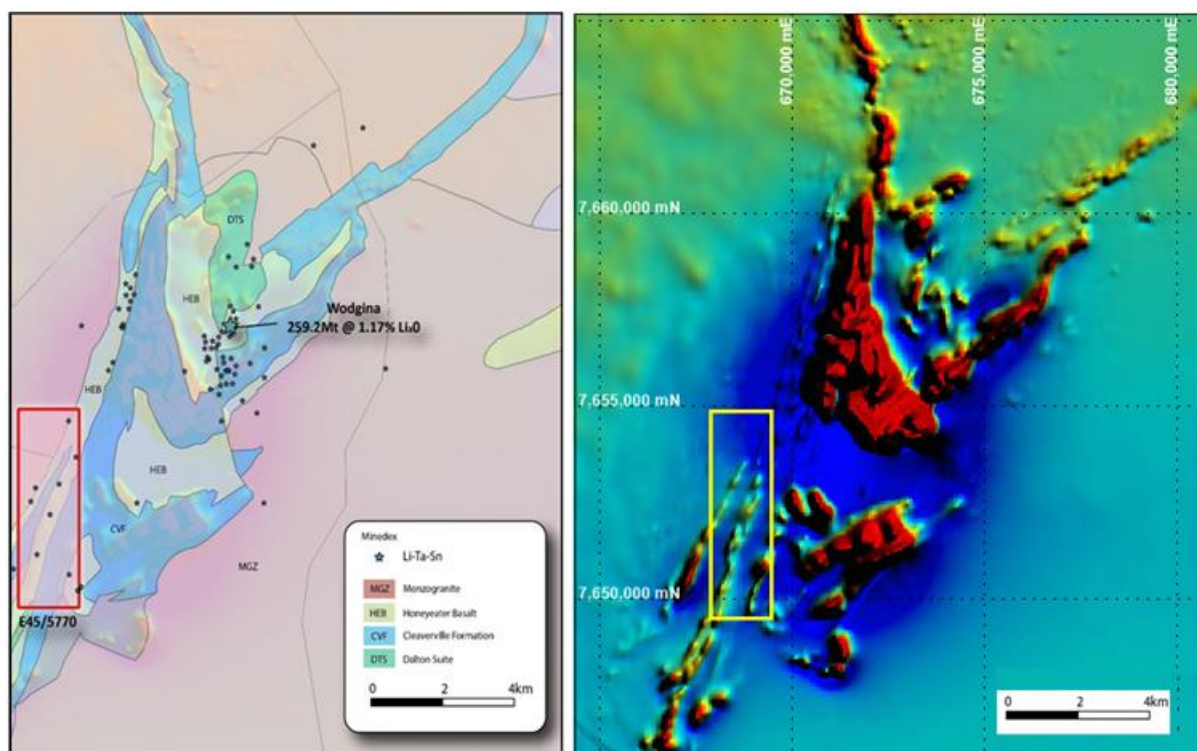 DTS
HEB
Wodgina
259.2Mt @ 1.17% Li₂0
HEB
HEB
CVF
MGZ
E45/5770
Minedex
Li-Ta-Sn
MGZ Monzogranite
HEB Honeyeater Basalt
CVF Cleaverville Formation
DTS Dalton Suite
0 2 4km
670,000 mE
675,000 mE
680,000 mE
7,660,000 mN
7,655,000 mN
7,650,000 mN
0 2 4km